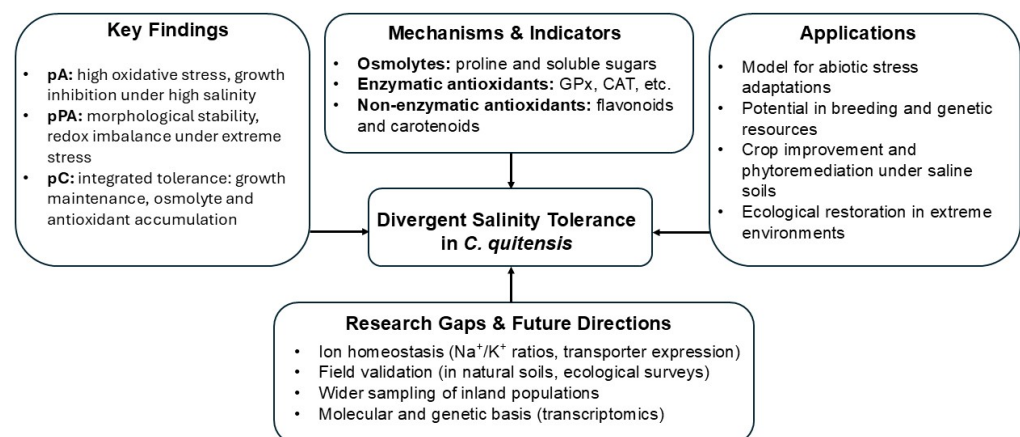 Key Findings
• pA: high oxidative stress, growth
inhibition under high salinity
• pPA: morphological stability,
redox imbalance under extreme
stress
• pC: integrated tolerance: growth
maintenance, osmolyte and
antioxidant accumulation
Mechanisms & Indicators
• Osmolytes: proline and soluble sugars
• Enzymatic antioxidants: GPx, CAT, etc.
• Non-enzymatic antioxidants: flavonoids
and carotenoids
Applications
• Model for abiotic stress
adaptations
• Potential in breeding and genetic
resources
• Crop improvement and
phytoremediation under saline
soils
• Ecological restoration in extreme
environments
Divergent Salinity Tolerance
in C. quitensis
Research Gaps & Future Directions
• Ion homeostasis (Na⁺/K⁺ ratios, transporter expression)
• Field validation (in natural soils, ecological surveys)
• Wider sampling of inland populations
• Molecular and genetic basis (transcriptomics)